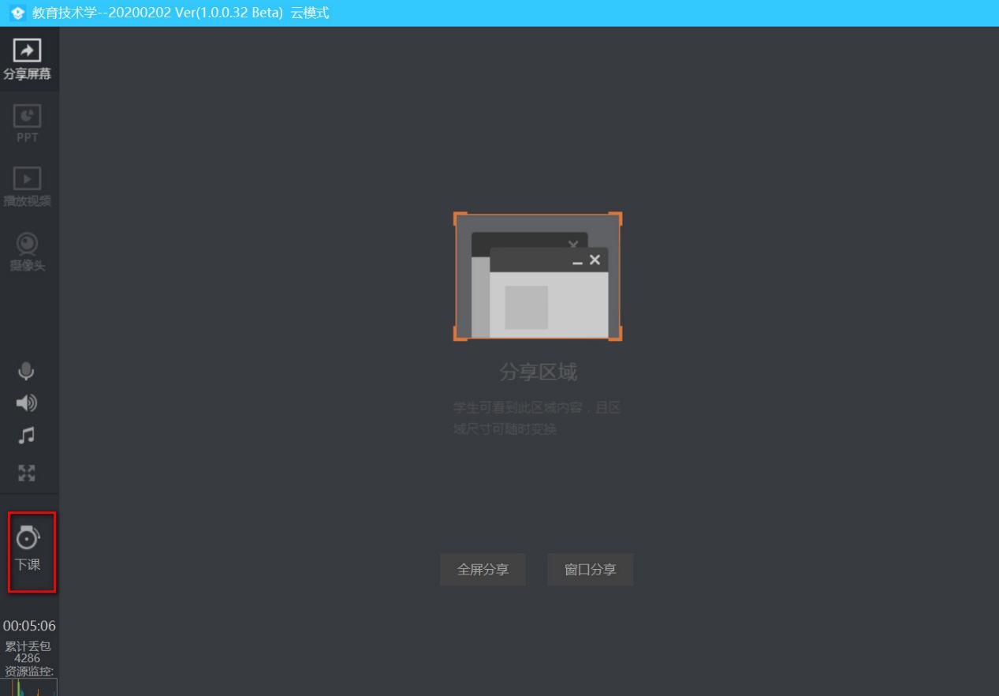 教育技术学--20200202 Ver(1.0.0.32 Beta)  云模式
分享屏幕
PPT
播放视频
摄像头
分享区域
学生可看到此区域内容，且区
域尺寸可随时变换
全屏分享
窗口分享
下课
00:05:06
累计丢包
4286
资源监控: